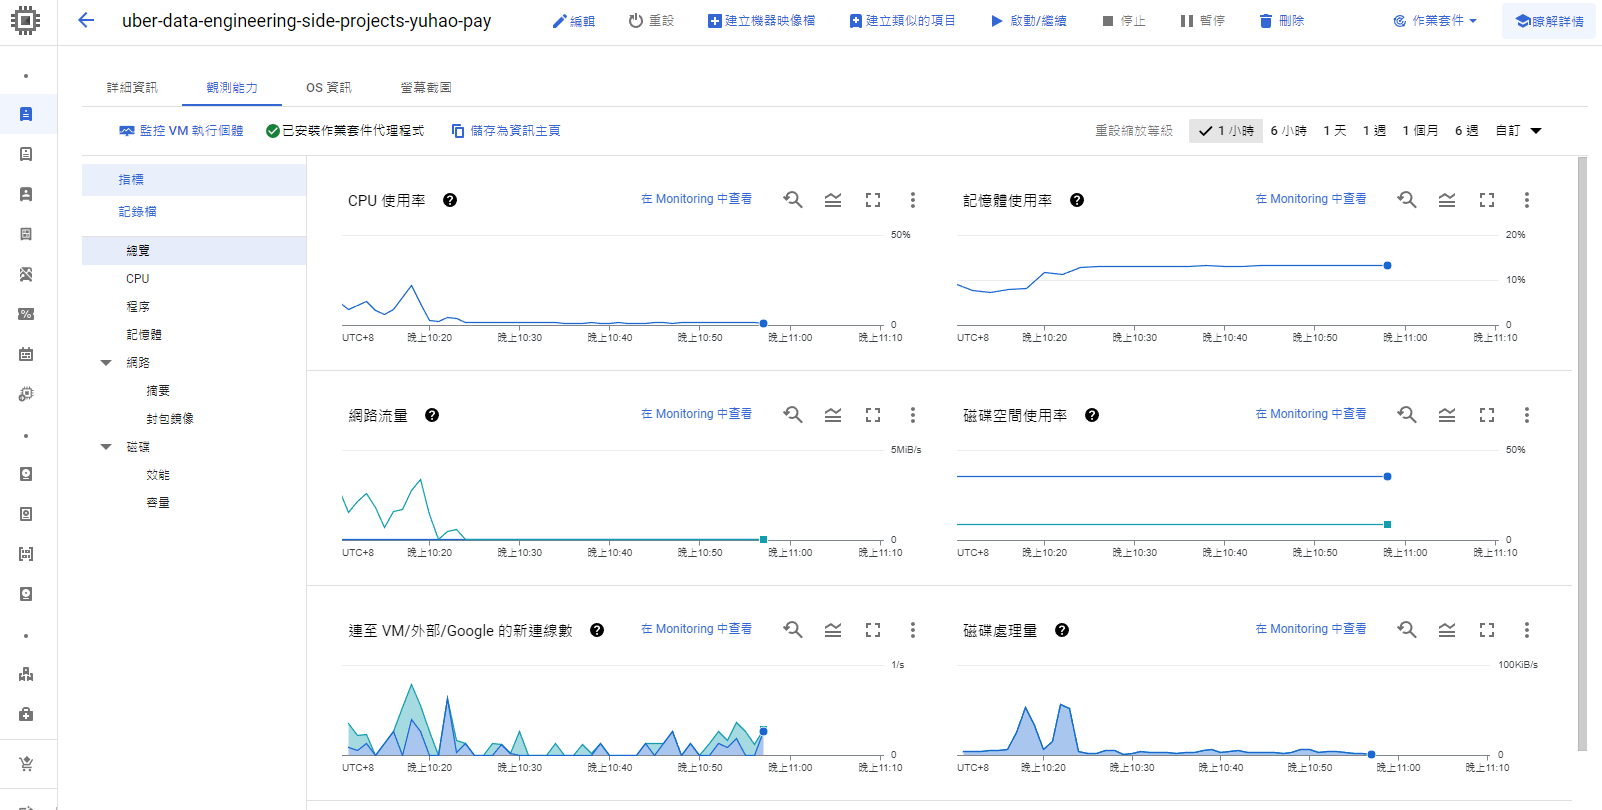 uber-data-engineering-side-projects-yuhao-pay 編輯 重設 建立機器映像檔 建立類似的項目 啟動/繼續 停止 暫停 刪除 作業套件 瞭解詳情
詳細資訊 觀測能力 OS 資訊 螢幕截圖
監控 VM 執行個體 已安裝作業套件代理程式 儲存為資訊主頁 重設縮放等級 1 小時 6 小時 1 天 1 週 1 個月 6 週 自訂
指標
記錄檔
總覽
CPU
程序
記憶體
網路
摘要
封包鏡像
磁碟
效能
容量
CPU 使用率 在 Monitoring 中查看
50%
0
UTC+8 晚上10:20 晚上10:30 晚上10:40 晚上10:50 晚上11:00 晚上11:10
記憶體使用率 在 Monitoring 中查看
20%
10%
0
UTC+8 晚上10:20 晚上10:30 晚上10:40 晚上10:50 晚上11:00 晚上11:10
網路流量 在 Monitoring 中查看
5MiB/s
0
UTC+8 晚上10:20 晚上10:30 晚上10:40 晚上10:50 晚上11:00 晚上11:10
磁碟空間使用率 在 Monitoring 中查看
50%
0
UTC+8 晚上10:20 晚上10:30 晚上10:40 晚上10:50 晚上11:00 晚上11:10
連至 VM/外部/Google 的新連線數 在 Monitoring 中查看
1/s
0
UTC+8 晚上10:20 晚上10:30 晚上10:40 晚上10:50 晚上11:00 晚上11:10
磁碟處理量 在 Monitoring 中查看
100KiB/s
0
UTC+8 晚上10:20 晚上10:30 晚上10:40 晚上10:50 晚上11:00 晚上11:10